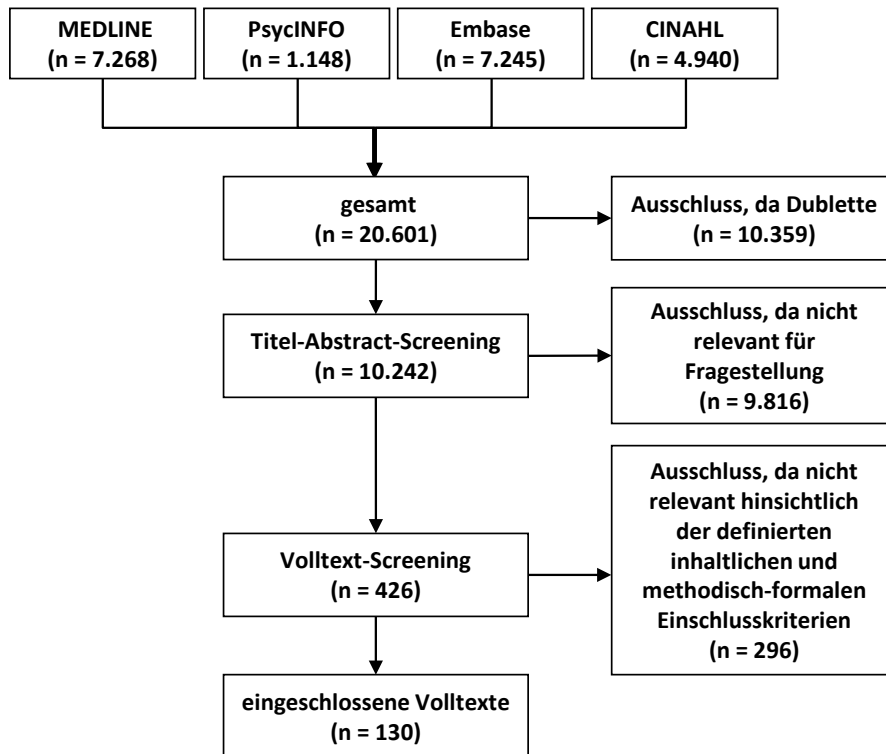 MEDLINE
(n = 7.268)
PsycINFO
(n = 1.148)
Embase
(n = 7.245)
CINAHL
(n = 4.940)
gesamt
(n = 20.601)
Ausschluss, da Dublette
(n = 10.359)
Titel-Abstract-Screening
(n = 10.242)
Ausschluss, da nicht
relevant für
Fragestellung
(n = 9.816)
Volltext-Screening
(n = 426)
Ausschluss, da nicht
relevant hinsichtlich
der definierten
inhaltlichen und
methodisch-formalen
Einschlusskriterien
(n = 296)
eingeschlossene Volltexte
(n = 130)